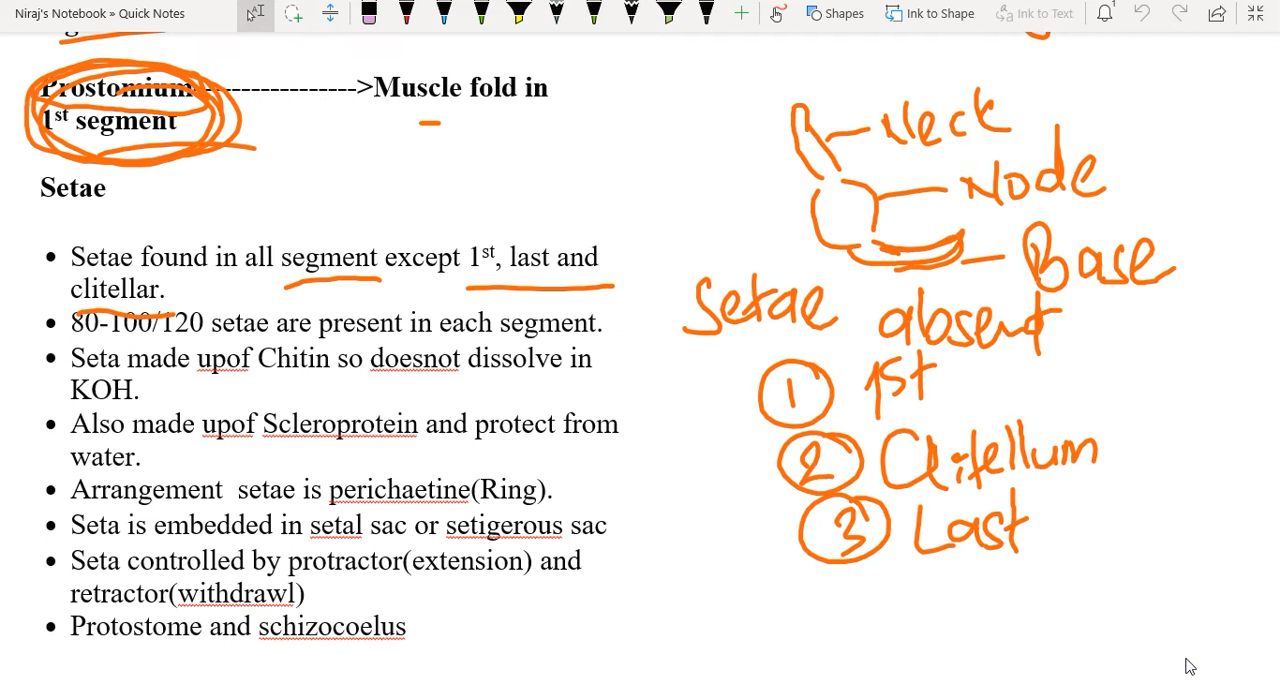 Niraj's Notebook » Quick Notes
Shapes
Ink to Shape
Ink to Text
Prostomium---------------->Muscle fold in
1st segment
Setae
• Setae found in all segment except 1st, last and
clitellar.
• 80-100/120 setae are present in each segment.
• Seta made upof Chitin so doesnot dissolve in
KOH.
• Also made upof Scleroprotein and protect from
water.
• Arrangement setae is perichaetine(Ring).
• Seta is embedded in setal sac or setigerous sac
• Seta controlled by protractor(extension) and
retractor(withdrawl)
• Protostome and schizocoelus
Neck
Node
Base
Setae absent
1 1st
2 Clitellum
3 Last